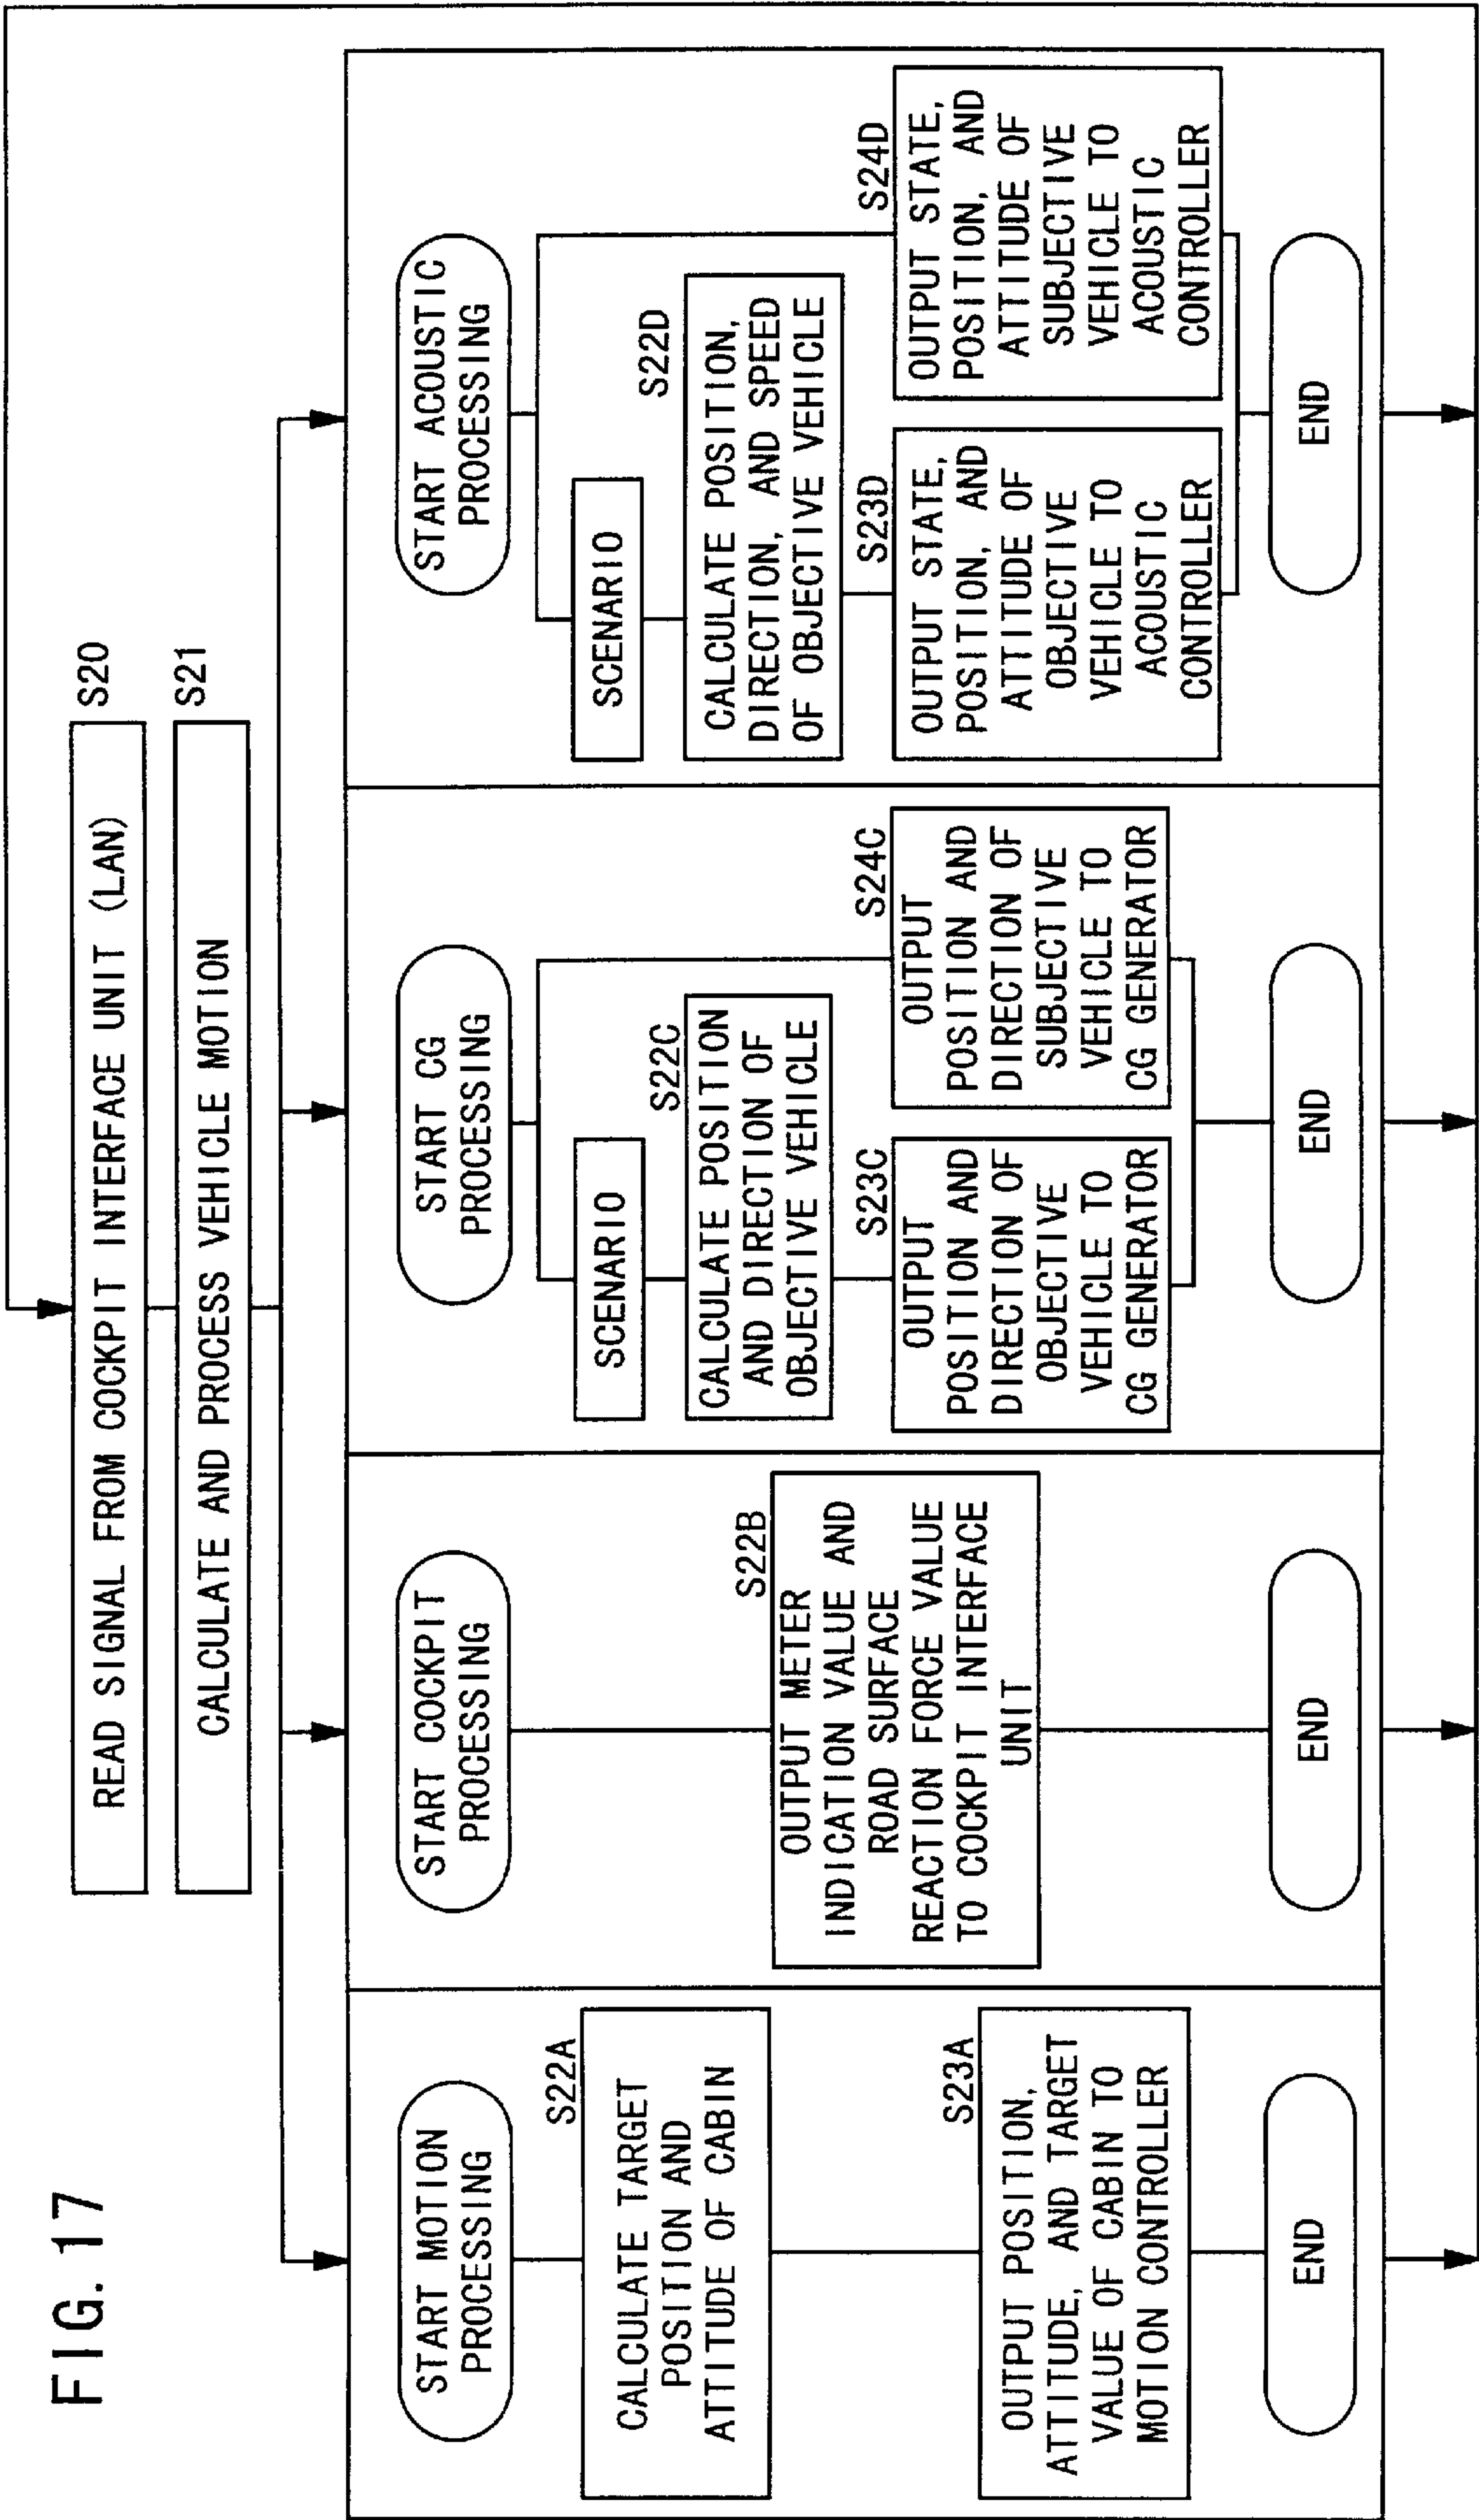 FIG. 17
READ SIGNAL FROM COCKPIT INTERFACE UNIT (LAN)
S20
CALCULATE AND PROCESS VEHICLE MOTION
S21
START MOTION
PROCESSING
S22A
CALCULATE TARGET
POSITION AND
ATTITUDE OF CABIN
S23A
OUTPUT POSITION,
ATTITUDE, AND TARGET
VALUE OF CABIN TO
MOTION CONTROLLER
END
START COCKPIT
PROCESSING
S22B
OUTPUT METER
INDICATION VALUE AND
ROAD SURFACE
REACTION FORCE VALUE
TO COCKPIT INTERFACE
UNIT
END
START CG
PROCESSING
SCENARIO
S22C
CALCULATE POSITION
AND DIRECTION OF
OBJECTIVE VEHICLE
S23C
OUTPUT
POSITION AND
DIRECTION OF
OBJECTIVE
VEHICLE TO
CG GENERATOR
S24C
OUTPUT
POSITION AND
DIRECTION OF
SUBJECTIVE
VEHICLE TO
CG GENERATOR
END
START ACOUSTIC
PROCESSING
SCENARIO
S22D
CALCULATE POSITION,
DIRECTION, AND SPEED
OF OBJECTIVE VEHICLE
S23D
OUTPUT STATE,
POSITION, AND
ATTITUDE OF
OBJECTIVE
VEHICLE TO
ACOUSTIC
CONTROLLER
S24D
OUTPUT STATE,
POSITION, AND
ATTITUDE OF
SUBJECTIVE
VEHICLE TO
ACOUSTIC
CONTROLLER
END